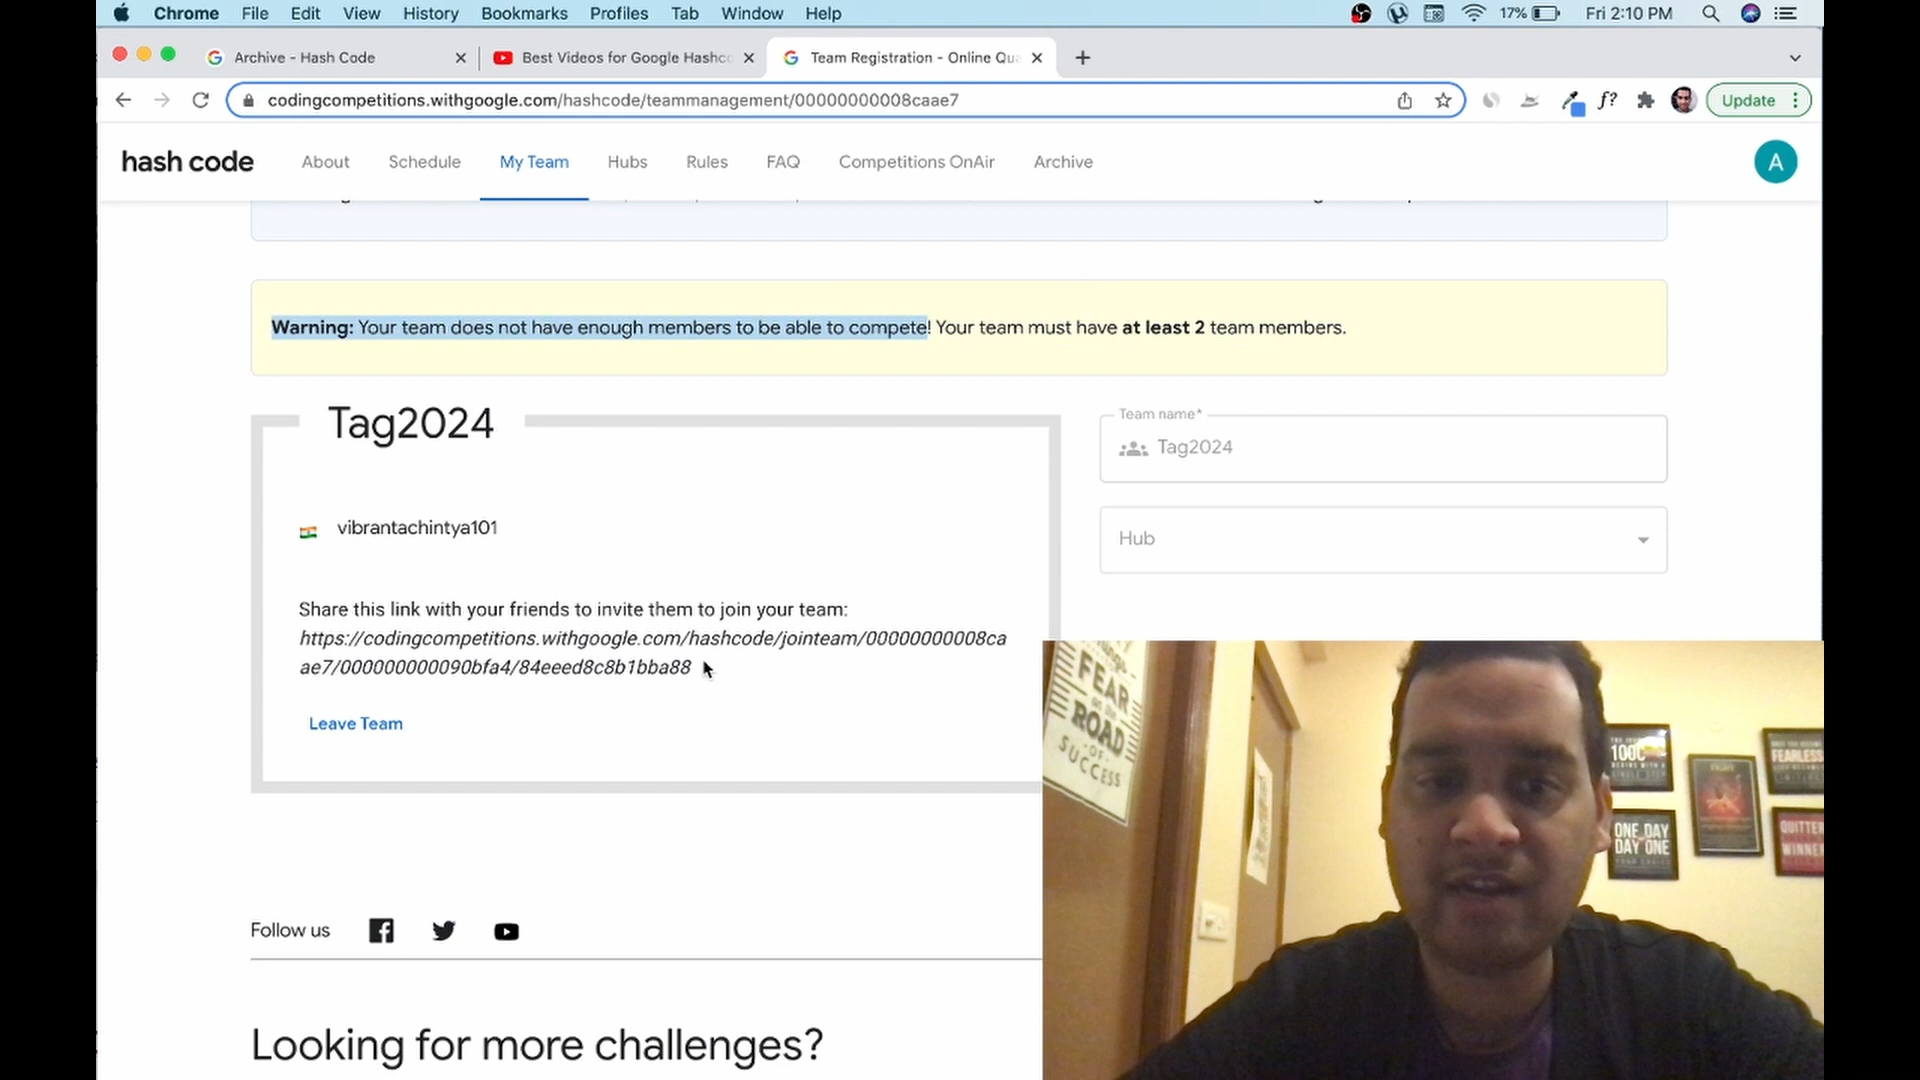 Chrome File Edit View History Bookmarks Profiles Tab Window Help 17% Fri 2:10 PM
Archive - Hash Code Best Videos for Google Hashc Team Registration - Online Qu
codingcompetitions.withgoogle.com/hashcode/teammanagement/00000000008caae7 f? Update
hash code About Schedule My Team Hubs Rules FAQ Competitions OnAir Archive A
Warning: Your team does not have enough members to be able to compete! Your team must have at least 2 team members.
Tag2024
Team name*
Tag2024
vibrantachintya101
Hub
Share this link with your friends to invite them to join your team:
https://codingcompetitions.withgoogle.com/hashcode/jointeam/00000000008ca
ae7/000000000090bfa4/84eeed8c8b1bba88
Leave Team
FEAR
ROAD
OF
SUCCESS
FEARLESS
ONE DAY
DAY ONE
QUITTER
WINNER
Follow us
Looking for more challenges?